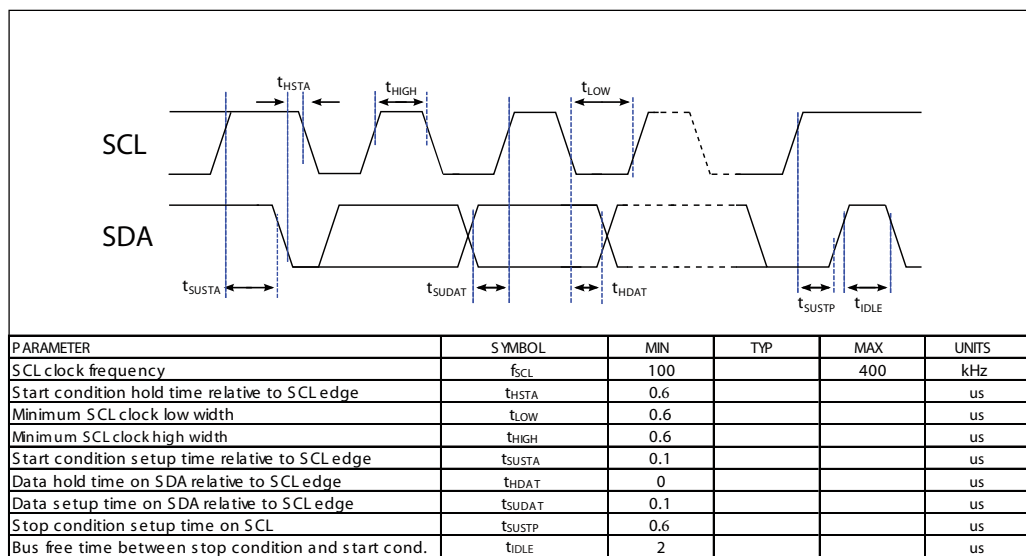 tHSTA tHIGH tLOW
SCL
SDA
tSUSTA tSUDAT tHDAT tSUSTP tIDLE
PARAMETER SYMBOL MIN TYP MAX UNITS
SCL clock frequency fSCL 100 400 kHz
Start condition hold time relative to SCL edge tHSTA 0.6 us
Minimum SCL clock low width tLOW 0.6 us
Minimum SCL clock high width tHIGH 0.6 us
Start condition setup time relative to SCL edge tSUSTA 0.1 us
Data hold time on SDA relative to SCL edge tHDAT 0 us
Data setup time on SDA relative to SCL edge tSUDAT 0.1 us
Stop condition setup time on SCL tSUSTP 0.6 us
Bus free time between stop condition and start cond. tIDLE 2 us